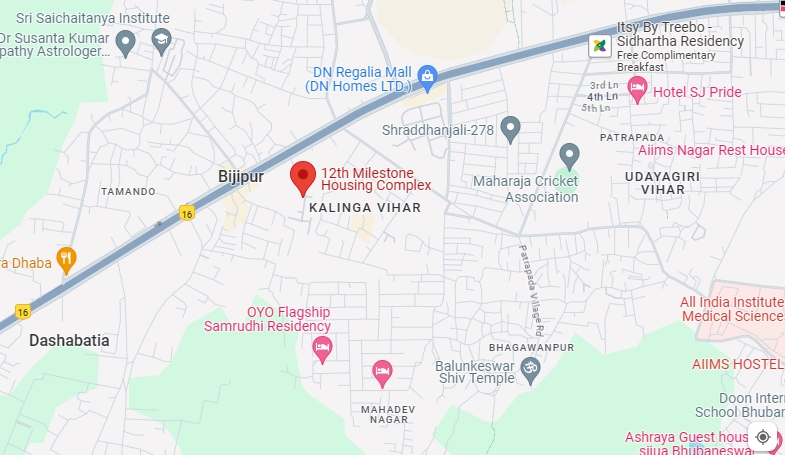 Sri Saichaitanya Institute
Dr Susanta Kumar
pathy Astrologer...
Itsy By Treebo -
Sidhartha Residency
Free Complimentary
Breakfast
DN Regalia Mall
(DN Homes LTD.)
3rd Ln
4th Ln
5th Ln
Hotel SJ Pride
Shraddhanjali-278
PATRAPADA
Aiims Nagar Rest House
Bijipur
12th Milestone
Housing Complex
TAMANDO
KALINGA VIHAR
Maharaja Cricket
Association
UDAYAGIRI
VIHAR
16
ra Dhaba
Patrapada Village Rd
16
Dashabatia
OYO Flagship
Samrudhi Residency
All India Institute
Medical Science
BHAGAWANPUR
Balunkeswar
Shiv Temple
AIIMS HOSTEL
MAHADEV
NAGAR
Doon Inter
School Bhuban
Ashraya Guest hous
sijua Bhubaneswar